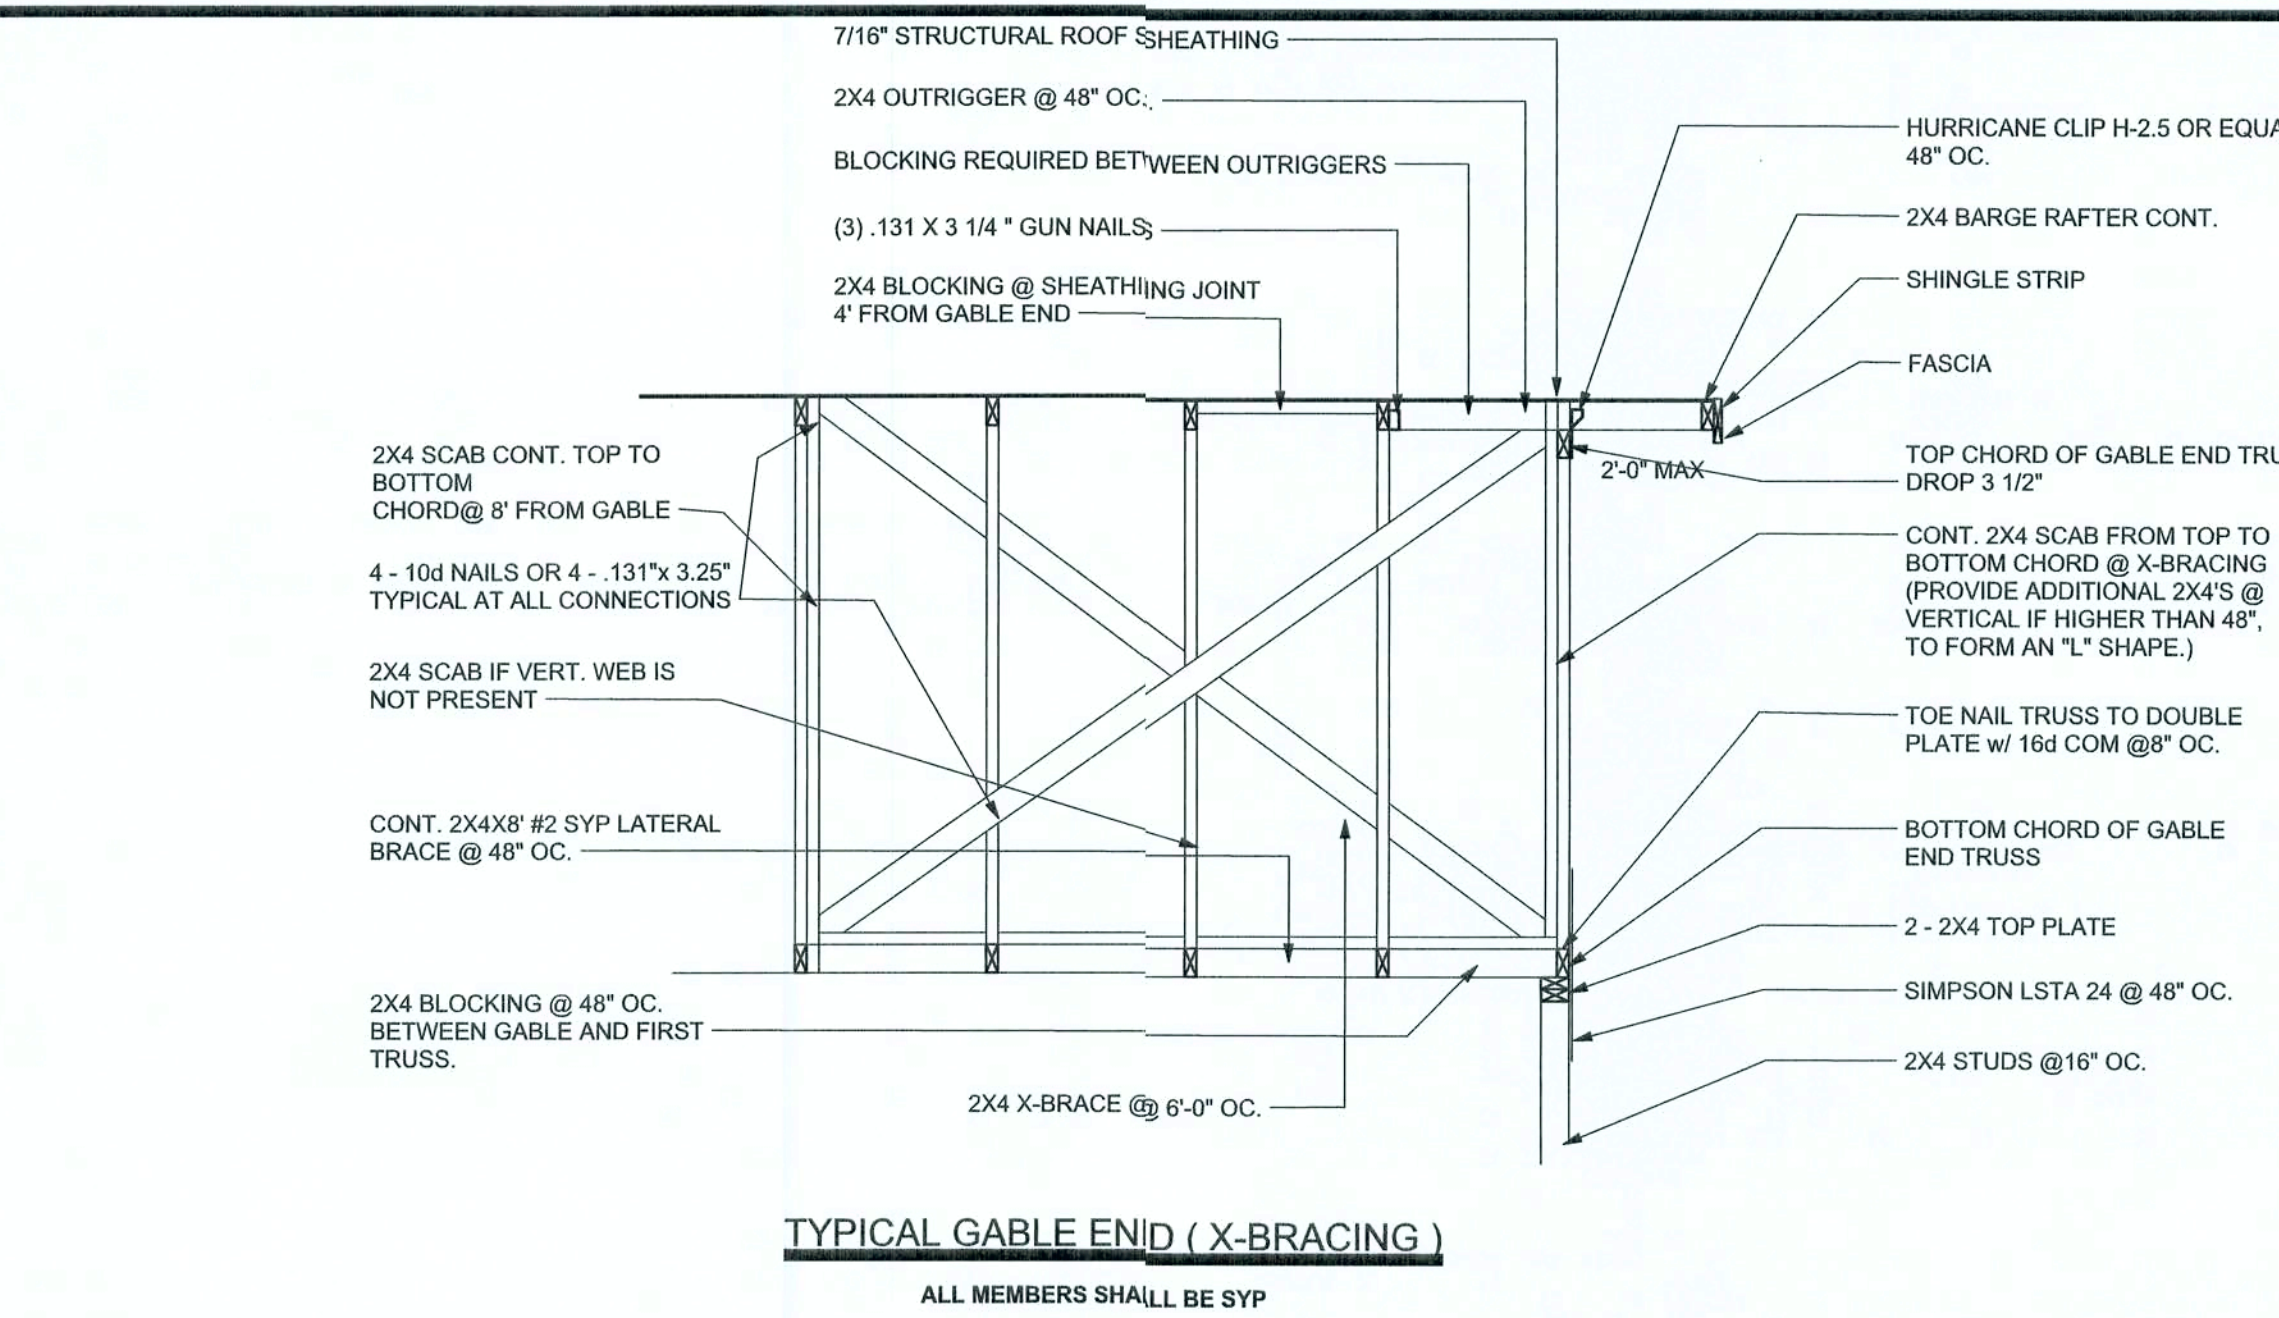 7/16" STRUCTURAL ROOF SHEATHING
2X4 OUTRIGGER @ 48" OC.
BLOCKING REQUIRED BETWEEN OUTRIGGERS
(3) .131 X 3 1/4 " GUN NAILS
2X4 BLOCKING @ SHEATHING JOINT
4' FROM GABLE END
HURRICANE CLIP H-2.5 OR EQUA
48" OC.
2X4 BARGE RAFTER CONT.
SHINGLE STRIP
FASCIA
2X4 SCAB CONT. TOP TO
BOTTOM
CHORD@ 8' FROM GABLE
4 - 10d NAILS OR 4 - .131"x 3.25"
TYPICAL AT ALL CONNECTIONS
2X4 SCAB IF VERT. WEB IS
NOT PRESENT
CONT. 2X4X8' #2 SYP LATERAL
BRACE @ 48" OC.
2X4 BLOCKING @ 48" OC.
BETWEEN GABLE AND FIRST
TRUSS.
2'-0" MAX
TOP CHORD OF GABLE END TRU
DROP 3 1/2"
CONT. 2X4 SCAB FROM TOP TO
BOTTOM CHORD @ X-BRACING
(PROVIDE ADDITIONAL 2X4'S @
VERTICAL IF HIGHER THAN 48",
TO FORM AN "L" SHAPE.)
TOE NAIL TRUSS TO DOUBLE
PLATE w/ 16d COM @8" OC.
BOTTOM CHORD OF GABLE
END TRUSS
2 - 2X4 TOP PLATE
SIMPSON LSTA 24 @ 48" OC.
2X4 STUDS @16" OC.
2X4 X-BRACE @ 6'-0" OC.
TYPICAL GABLE END ( X-BRACING )
ALL MEMBERS SHALL BE SYP